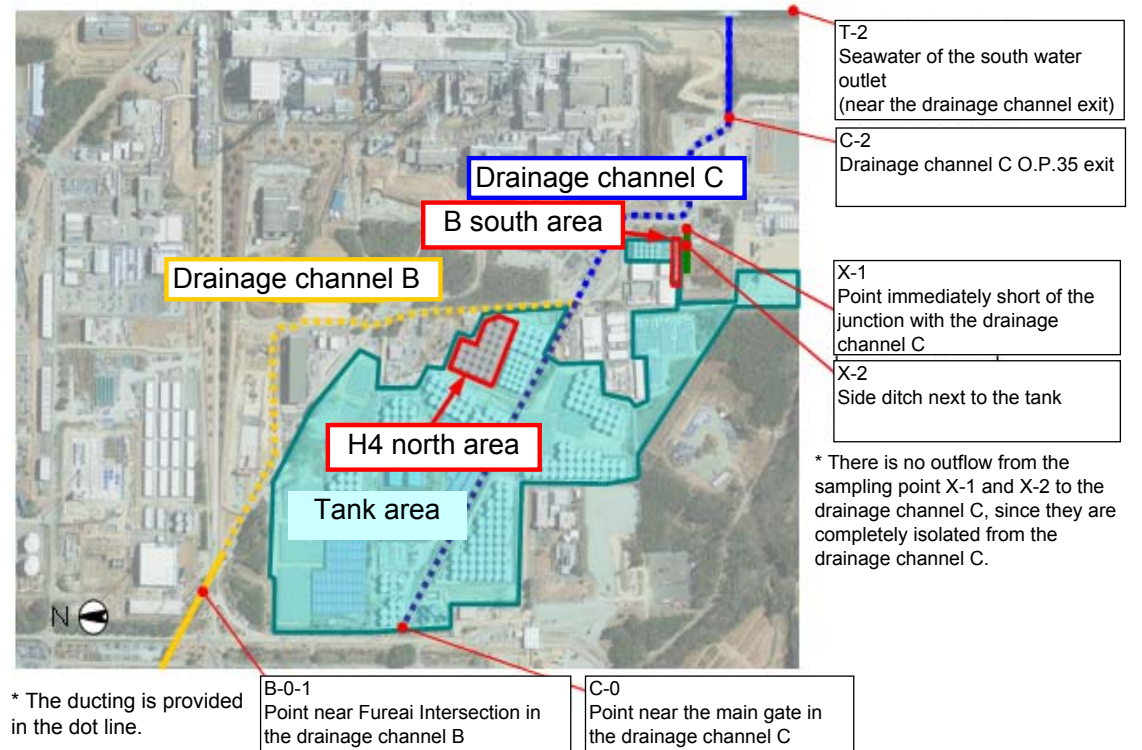 T-2
Seawater of the south water
outlet
(near the drainage channel exit)
C-2
Drainage channel C O.P.35 exit
Drainage channel C
B south area
Drainage channel B
X-1
Point immediately short of the
junction with the drainage
channel C
X-2
Side ditch next to the tank
H4 north area
Tank area
* There is no outflow from the
sampling point X-1 and X-2 to the
drainage channel C, since they are
completely isolated from the
drainage channel C.
N
* The ducting is provided
in the dot line.
B-0-1
Point near Fureai Intersection in
the drainage channel B
C-0
Point near the main gate in
the drainage channel C